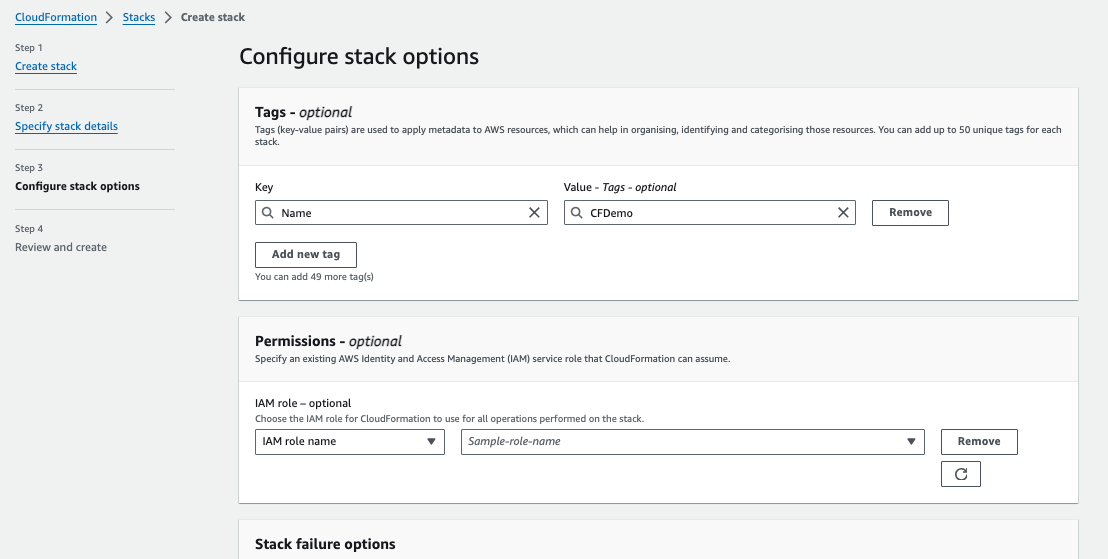 CloudFormation > Stacks > Create stack
Step 1
Create stack
Step 2
Specify stack details
Step 3
Configure stack options
Step 4
Review and create
Configure stack options
Tags - optional
Tags (key-value pairs) are used to apply metadata to AWS resources, which can help in organising, identifying and categorising those resources. You can add up to 50 unique tags for each
stack.
Key
Value - Tags - optional
Name
CFDemo
Remove
Add new tag
You can add 49 more tag(s)
Permissions - optional
Specify an existing AWS Identity and Access Management (IAM) service role that CloudFormation can assume.
IAM role – optional
Choose the IAM role for CloudFormation to use for all operations performed on the stack.
IAM role name
Sample-role-name
Remove
Stack failure options